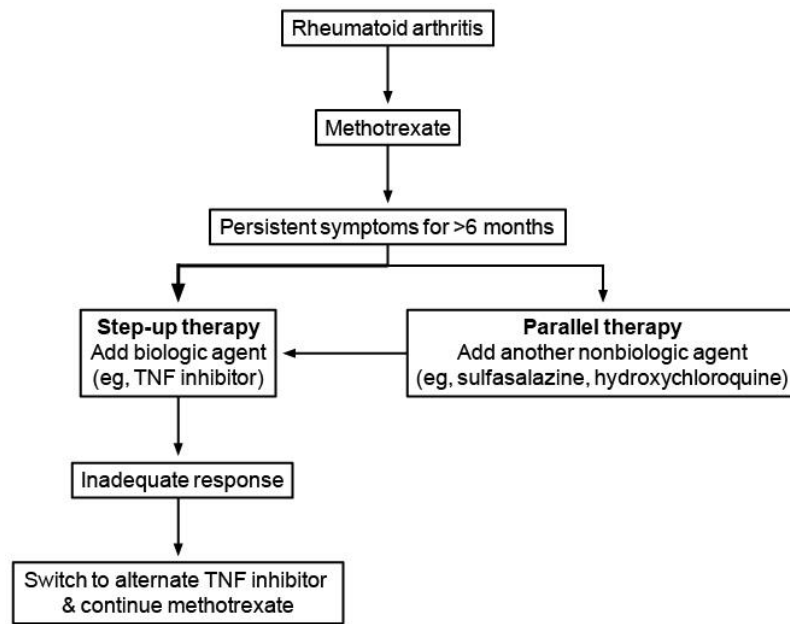 Rheumatoid arthritis
Methotrexate
Persistent symptoms for >6 months
Step-up therapy
Add biologic agent
(eg, TNF inhibitor)
Parallel therapy
Add another nonbiologic agent
(eg, sulfasalazine, hydroxychloroquine)
Inadequate response
Switch to alternate TNF inhibitor
& continue methotrexate